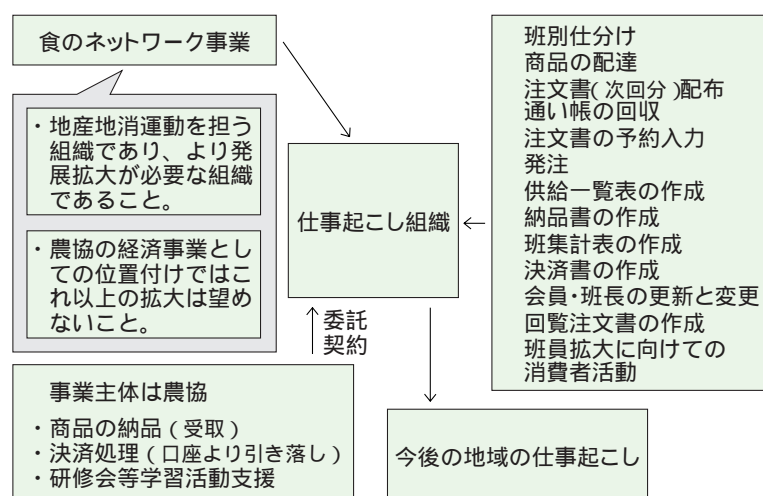 食のネットワーク事業
・地産地消運動を担う
組織であり、より発
展拡大が必要な組織
であること。
・農協の経済事業とし
ての位置付けではこ
れ以上の拡大は望め
ないこと。
仕事起こし組織
班別仕分け
商品の配達
注文書(次回分)配布
通い帳の回収
注文書の予約入力
発注
供給一覧表の作成
納品書の作成
班集計表の作成
決済書の作成
会員・班長の更新と変更
回覧注文書の作成
班員拡大に向けての
消費者活動
委託
契約
事業主体は農協
・商品の納品(受取)
・決済処理(口座より引き落し)
・研修会等学習活動支援
今後の地域の仕事起こし